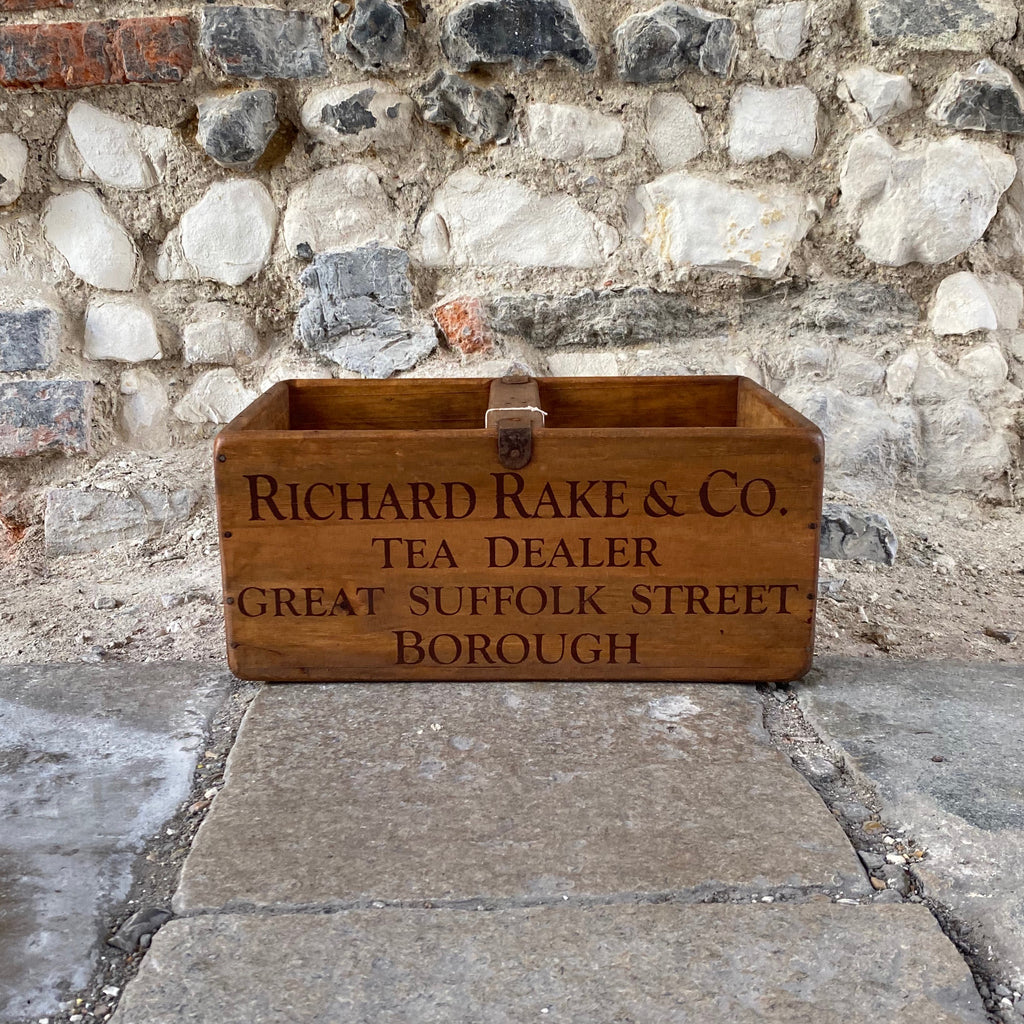 RICHARD RAKE & CO.
TEA DEALER
GREAT SUFFOLK STREET
BOROUGH